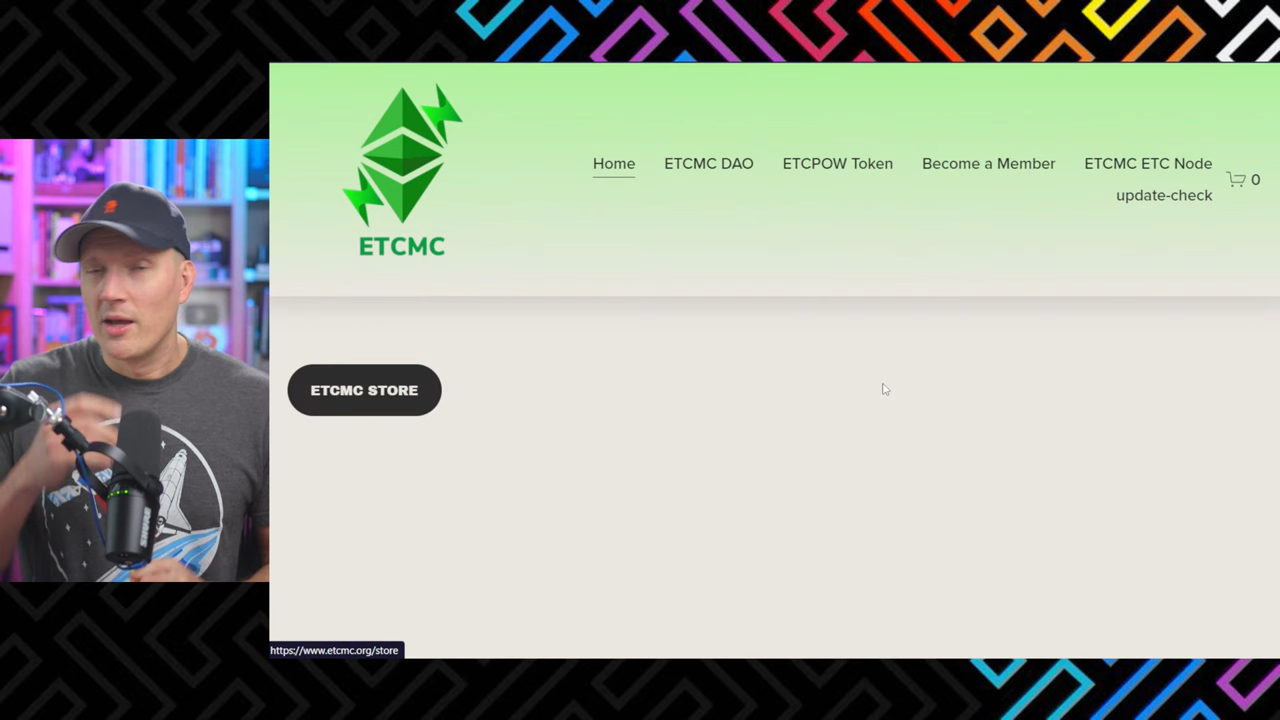 ETCMC
Home ETCMC DAO ETCPOW Token Become a Member ETCMC ETC Node
update-check
0
ETCMC STORE
SHURE
https://www.etcmc.org/store